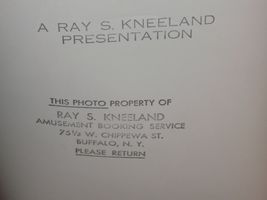 A RAY S. KNEELAND
PRESENTATION
THIS PHOTO PROPERTY OF
RAY S. KNEELAND
AMUSEMENT BOOKING SERVICE
75½ W. CHIPPEWA ST.
BUFFALO, N. Y.
PLEASE RETURN